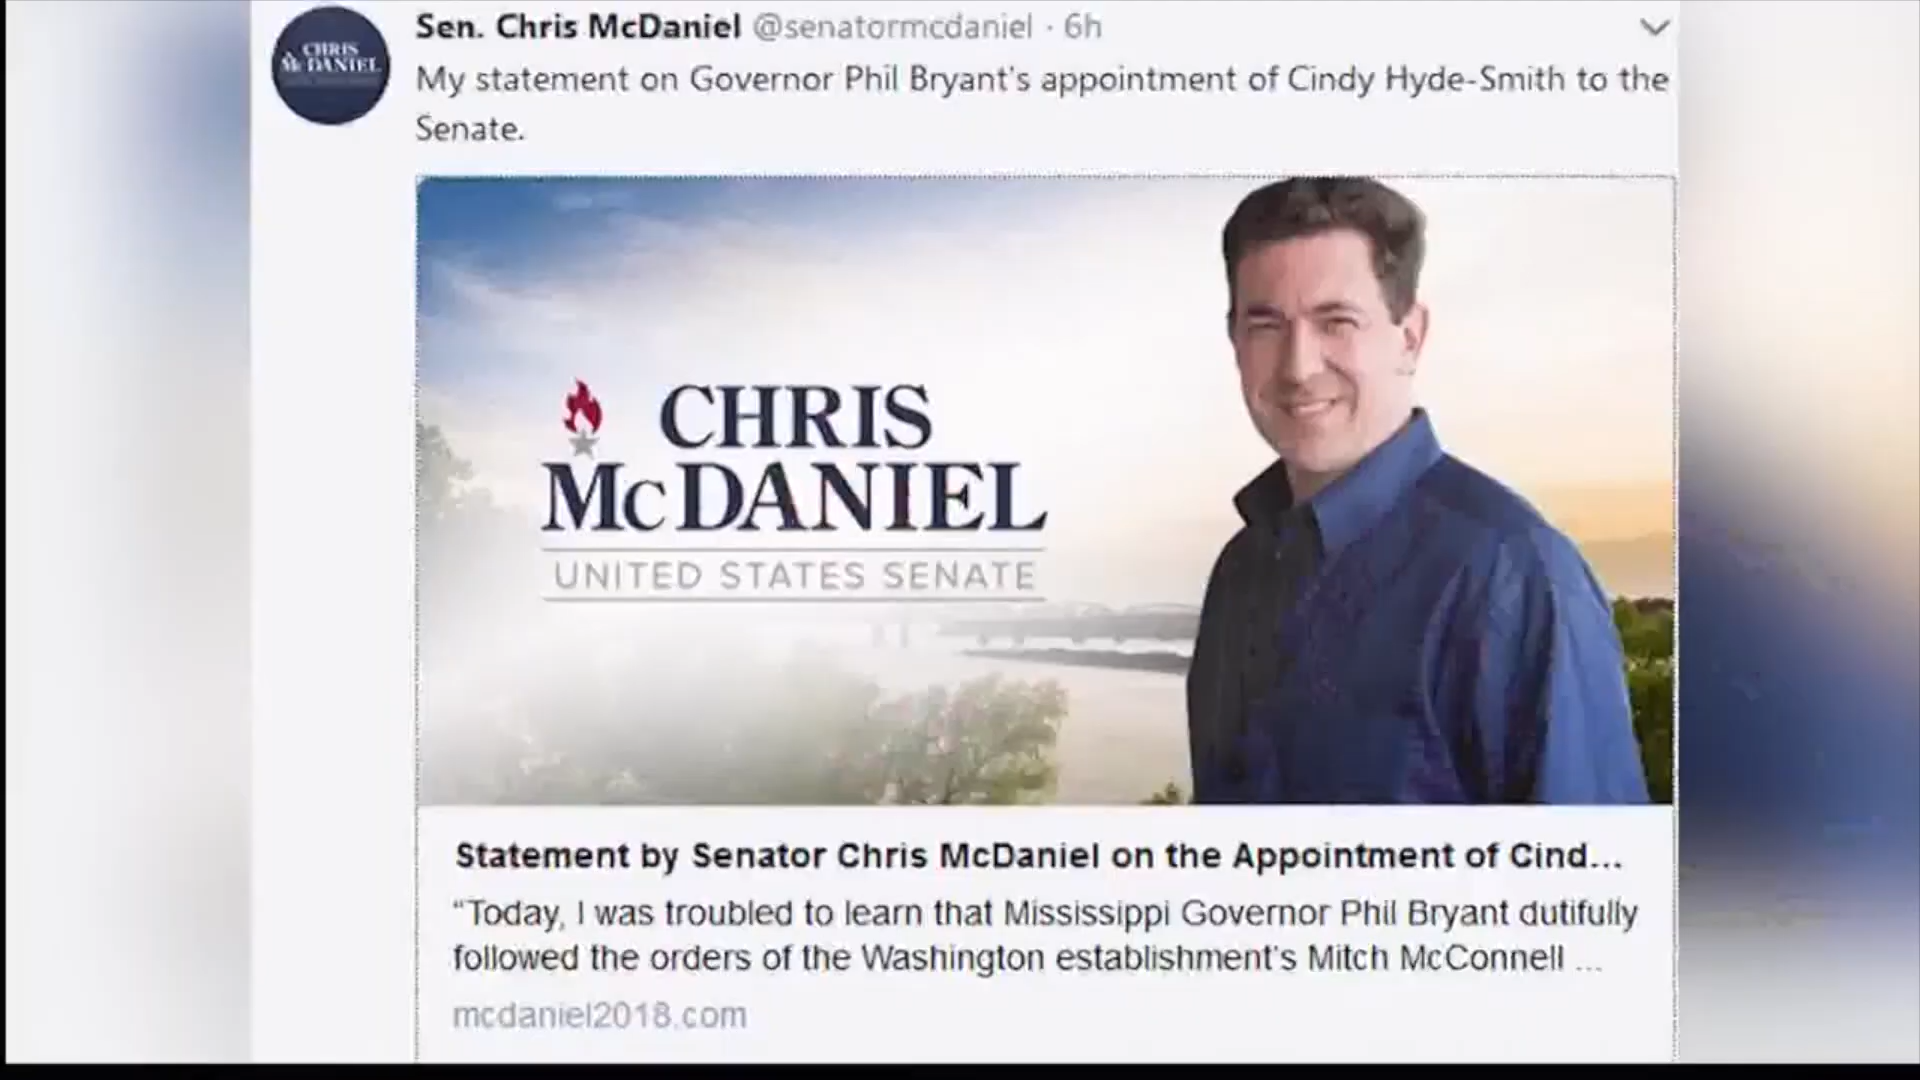 Sen. Chris McDaniel @senatormcdaniel · 6h
CHRIS
McDANIEL
My statement on Governor Phil Bryant's appointment of Cindy Hyde-Smith to the
Senate.
CHRIS
McDANIEL
UNITED STATES SENATE
Statement by Senator Chris McDaniel on the Appointment of Cind...
“Today, I was troubled to learn that Mississippi Governor Phil Bryant dutifully
followed the orders of the Washington establishment's Mitch McConnell ...
mcdaniel2018.com